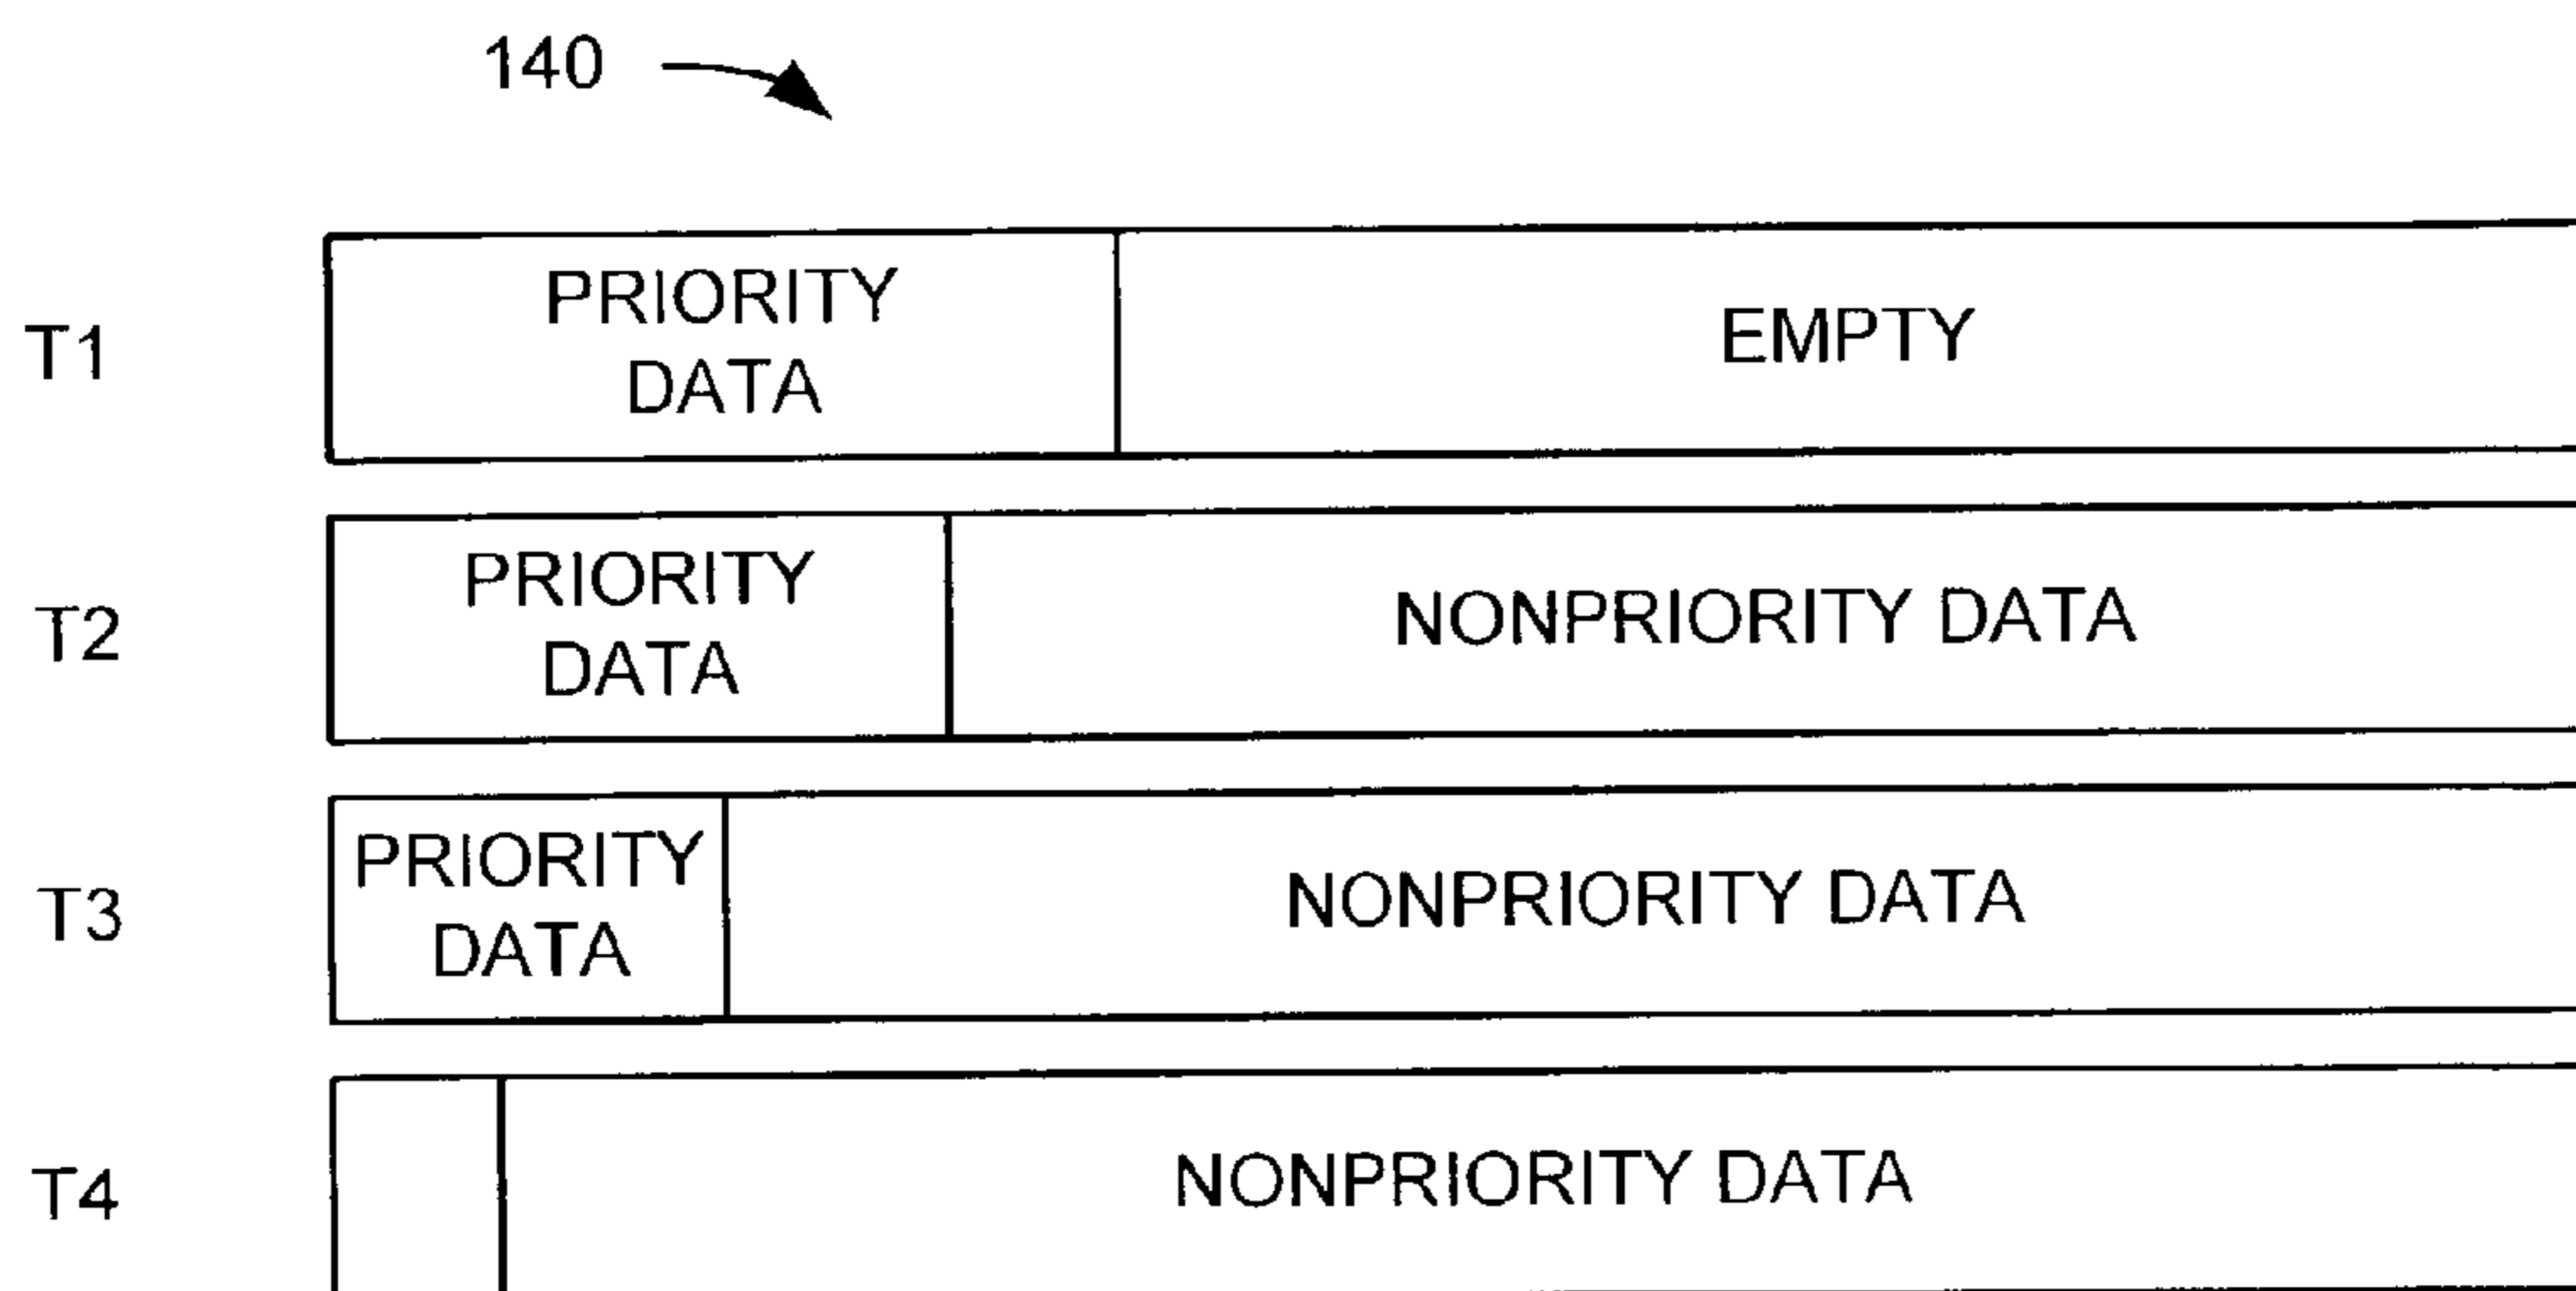 140
T1
PRIORITY
DATA
EMPTY
T2
PRIORITY
DATA
NONPRIORITY DATA
T3
PRIORITY
DATA
NONPRIORITY DATA
T4
NONPRIORITY DATA